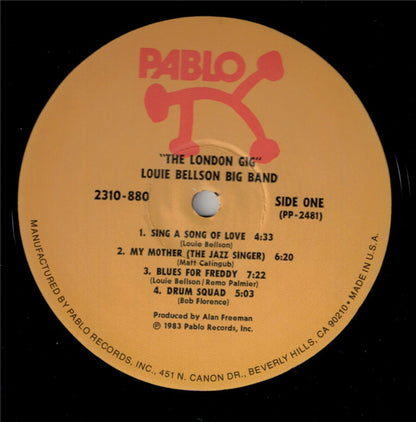 PABLO
"THE LONDON GIG"
LOUIE BELLSON BIG BAND
2310-880
SIDE ONE
(PP-2481)
1. SING A SONG OF LOVE 4:33
(Louie Bellson)
2. MY MOTHER (THE JAZZ SINGER) 6:20
(Matt Catingub)
3. BLUES FOR FREDDY 7:22
(Louie Bellson/Remo Palmier)
4. DRUM SQUAD 5:03
(Bob Florence)
Produced by Alan Freeman
℗ 1983 Pablo Records, Inc.
MANUFACTURED BY PABLO RECORDS, INC., 451 N. CANON DR., BEVERLY HILLS, CA 90210 • MADE IN U.S.A.